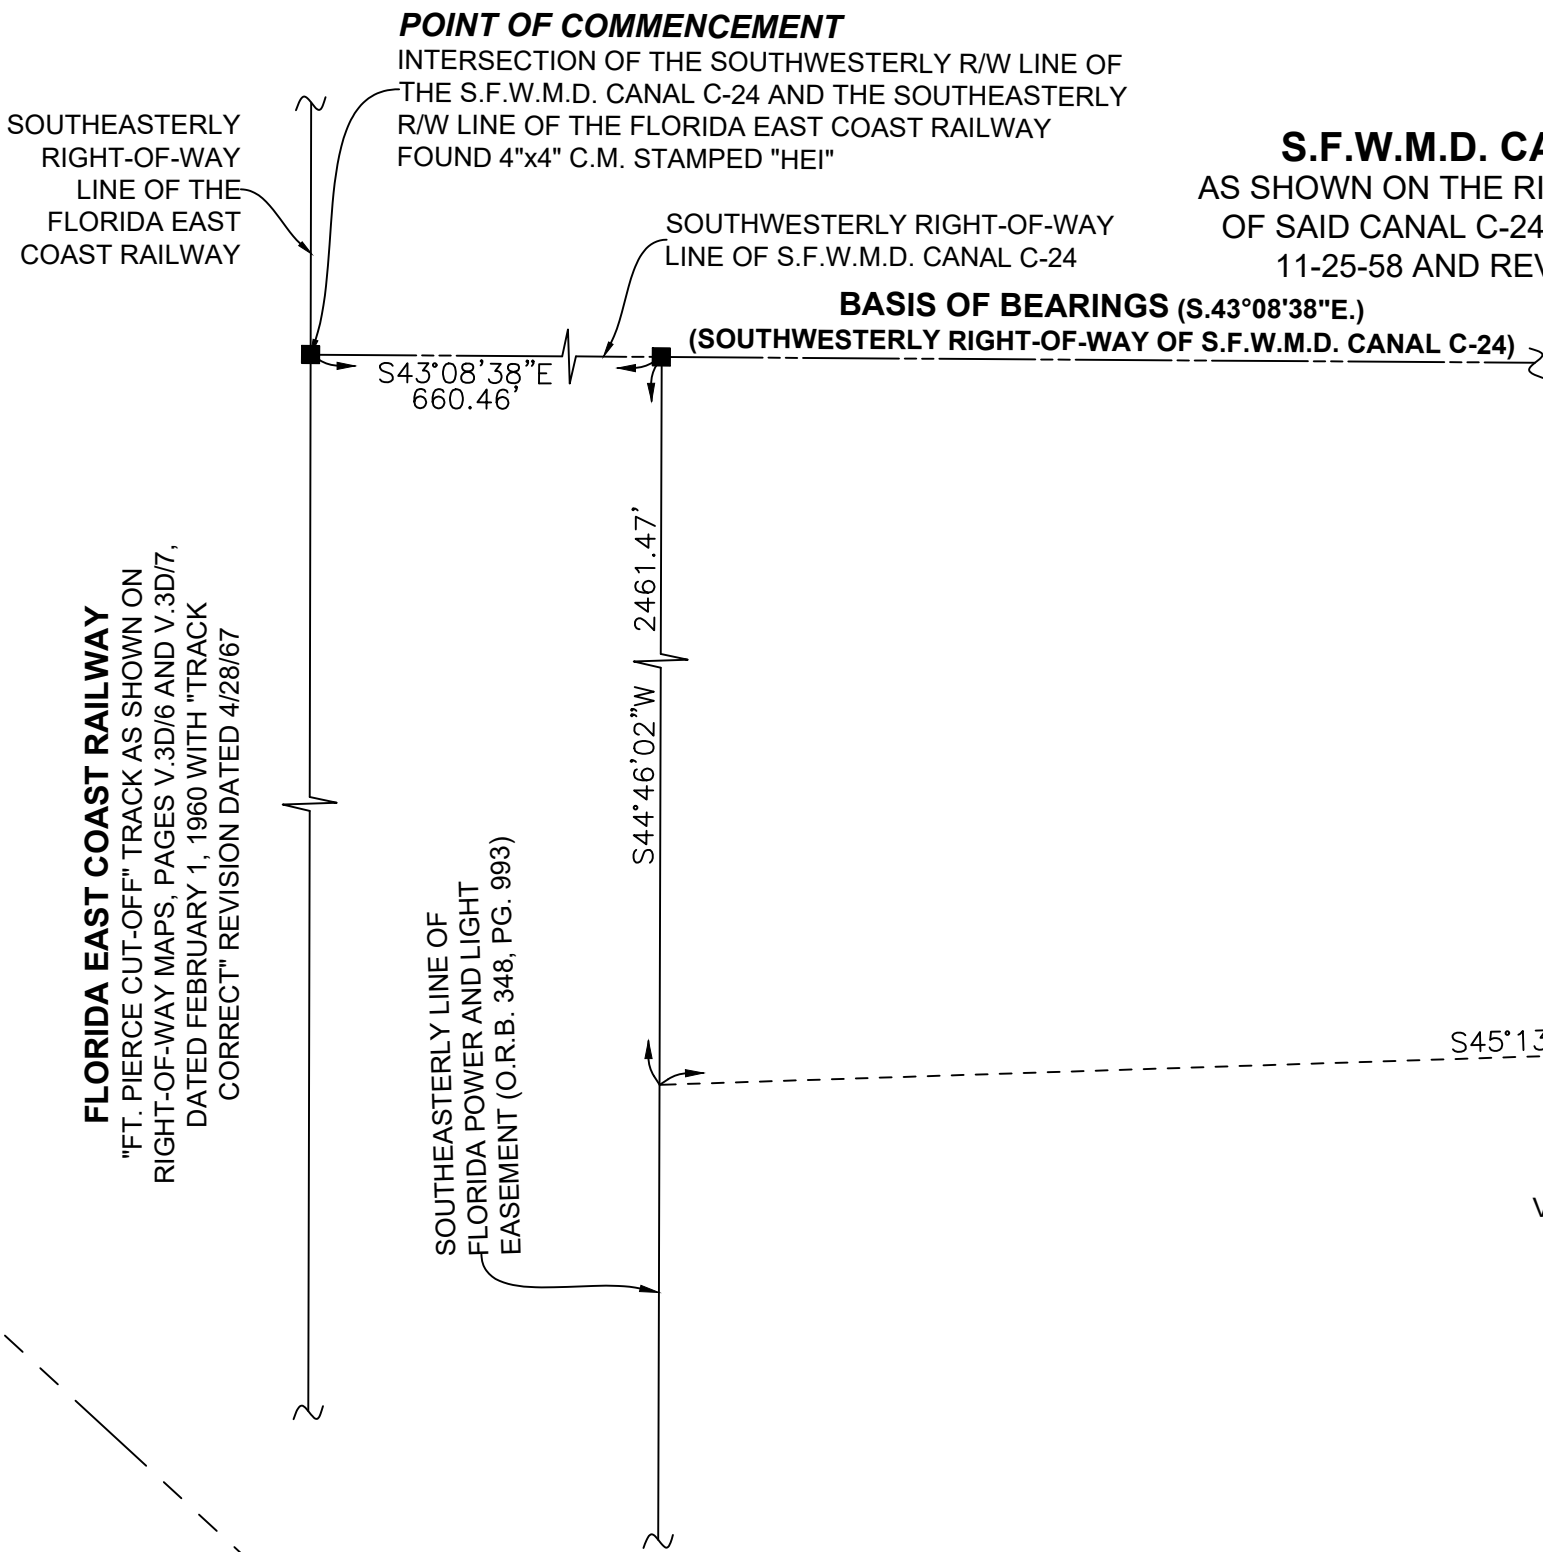 POINT OF COMMENCEMENT
INTERSECTION OF THE SOUTHWESTERLY R/W LINE OF
THE S.F.W.M.D. CANAL C-24 AND THE SOUTHEASTERLY
R/W LINE OF THE FLORIDA EAST COAST RAILWAY
FOUND 4"x4" C.M. STAMPED "HEI"
SOUTHEASTERLY
RIGHT-OF-WAY
LINE OF THE
FLORIDA EAST
COAST RAILWAY
S.F.W.M.D. CA
AS SHOWN ON THE RI
OF SAID CANAL C-24
11-25-58 AND REV
SOUTHWESTERLY RIGHT-OF-WAY
LINE OF S.F.W.M.D. CANAL C-24
BASIS OF BEARINGS (S.43°08'38"E.)
(SOUTHWESTERLY RIGHT-OF-WAY OF S.F.W.M.D. CANAL C-24)
S43°08'38"E
660.46'
S44°46'02"W 2461.47'
FLORIDA EAST COAST RAILWAY
"FT. PIERCE CUT-OFF" TRACK AS SHOWN ON
RIGHT-OF-WAY MAPS, PAGES V.3D/6 AND V.3D/7,
DATED FEBRUARY 1, 1960 WITH "TRACK
CORRECT" REVISION DATED 4/28/67
SOUTHEASTERLY LINE OF
FLORIDA POWER AND LIGHT
EASEMENT (O.R.B. 348, PG. 993)
S45°13